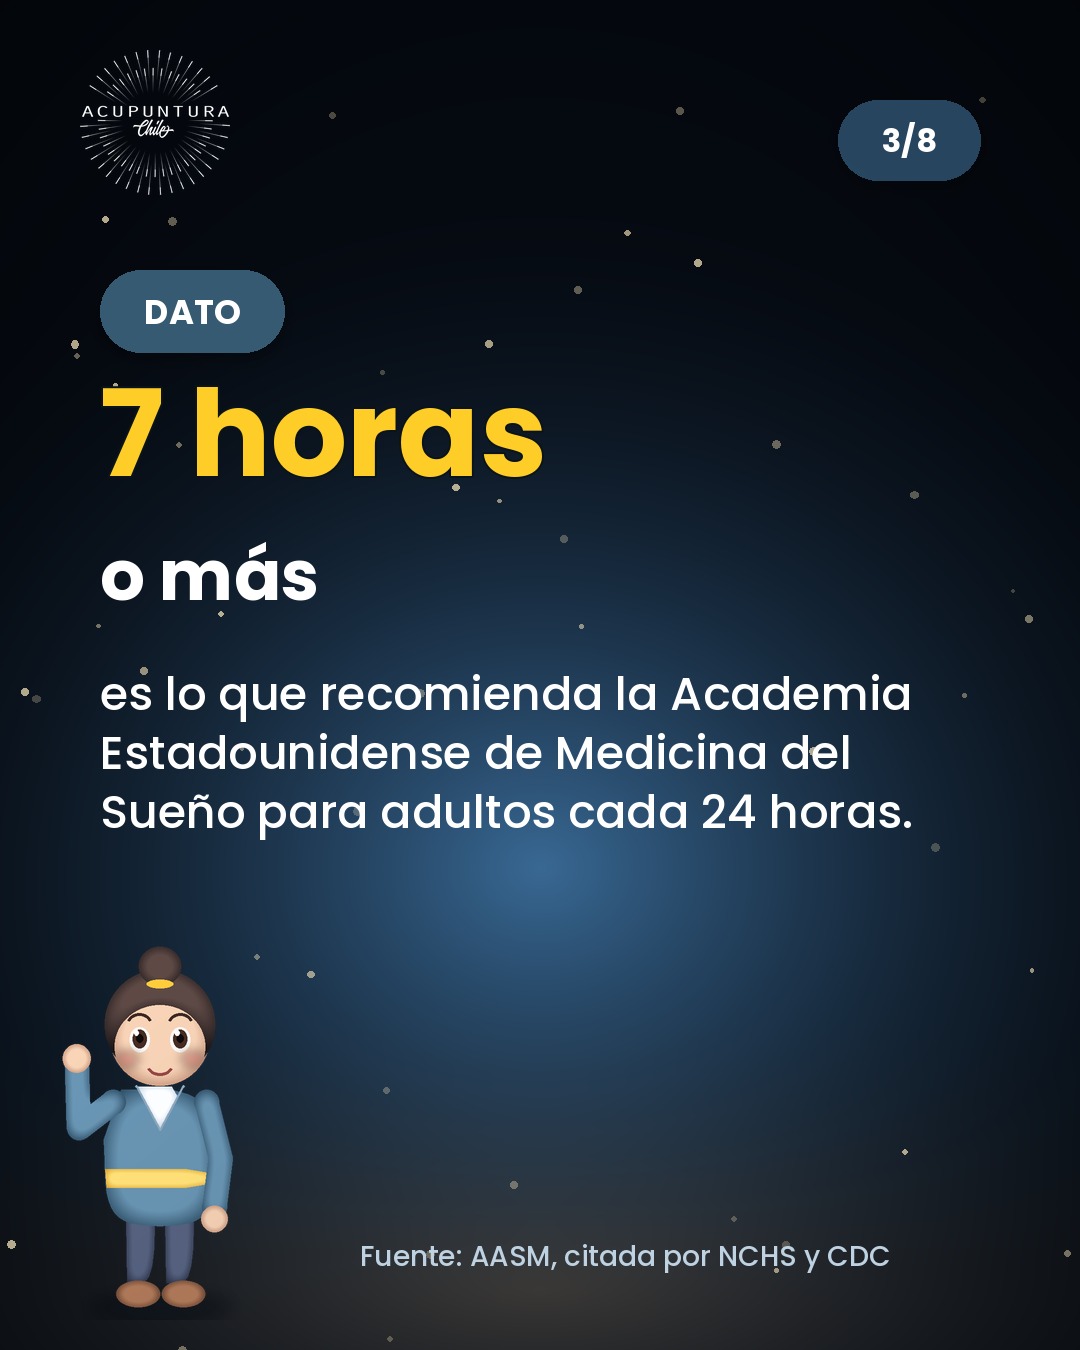 ACUPUNTURA
Chile
3/8
DATO
7 horas
o más
es lo que recomienda la Academia
Estadounidense de Medicina del
Sueño para adultos cada 24 horas.
Fuente: AASM, citada por NCHS y CDC